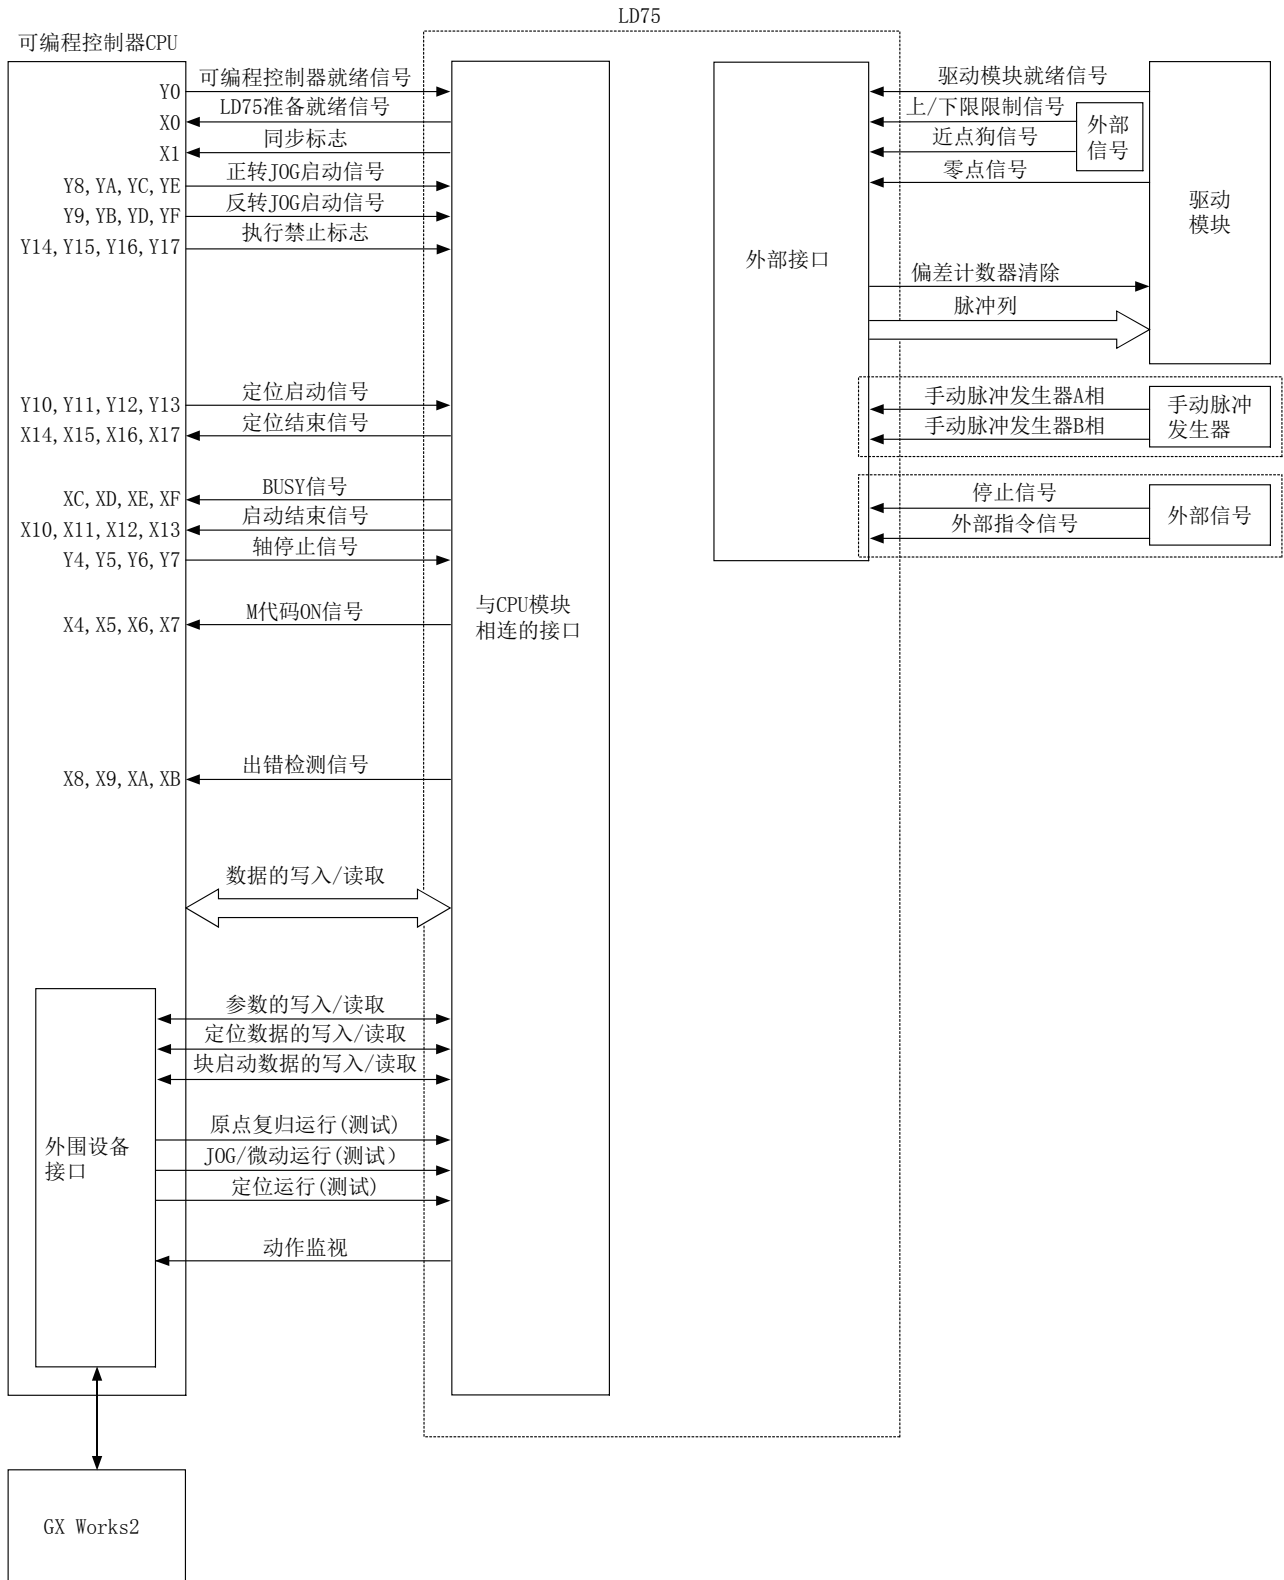 LD75
可编程控制器CPU
Y0
可编程控制器就绪信号
X0
LD75准备就绪信号
X1
同步标志
Y8,YA,YC,YE
正转JOG启动信号
Y9,YB,YD,YF
反转JOG启动信号
Y14,Y15,Y16,Y17
执行禁止标志
Y10,Y11,Y12,Y13
定位启动信号
X14,X15,X16,X17
定位结束信号
XC,XD,XE,XF
BUSY信号
X10,X11,X12,X13
启动结束信号
Y4,Y5,Y6,Y7
轴停止信号
X4,X5,X6,X7
M代码ON信号
X8,X9,XA,XB
出错检测信号
数据的写入/读取
参数的写入/读取
定位数据的写入/读取
块启动数据的写入/读取
原点复归运行(测试)
JOG/微动运行(测试)
定位运行(测试)
动作监视
外围设备
接口
GX Works2
与CPU模块
相连的接口
外部接口
驱动模块就绪信号
上/下限限制信号
近点狗信号
零点信号
外部
信号
驱动
模块
偏差计数器清除
脉冲列
手动脉冲发生器A相
手动脉冲发生器B相
手动脉冲
发生器
停止信号
外部指令信号
外部信号